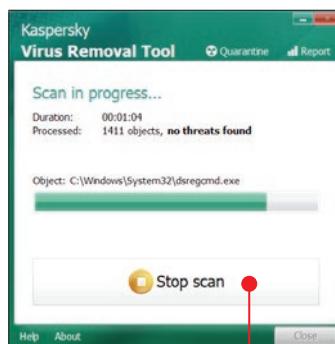 Kaspersky
Virus Removal Tool Quarantine Report
Scan in progress...
Duration: 00:01:04
Processed: 1411 objects, no threats found
Object: C:\Windows\System32\dsregcmd.exe
Stop scan
Help About Close